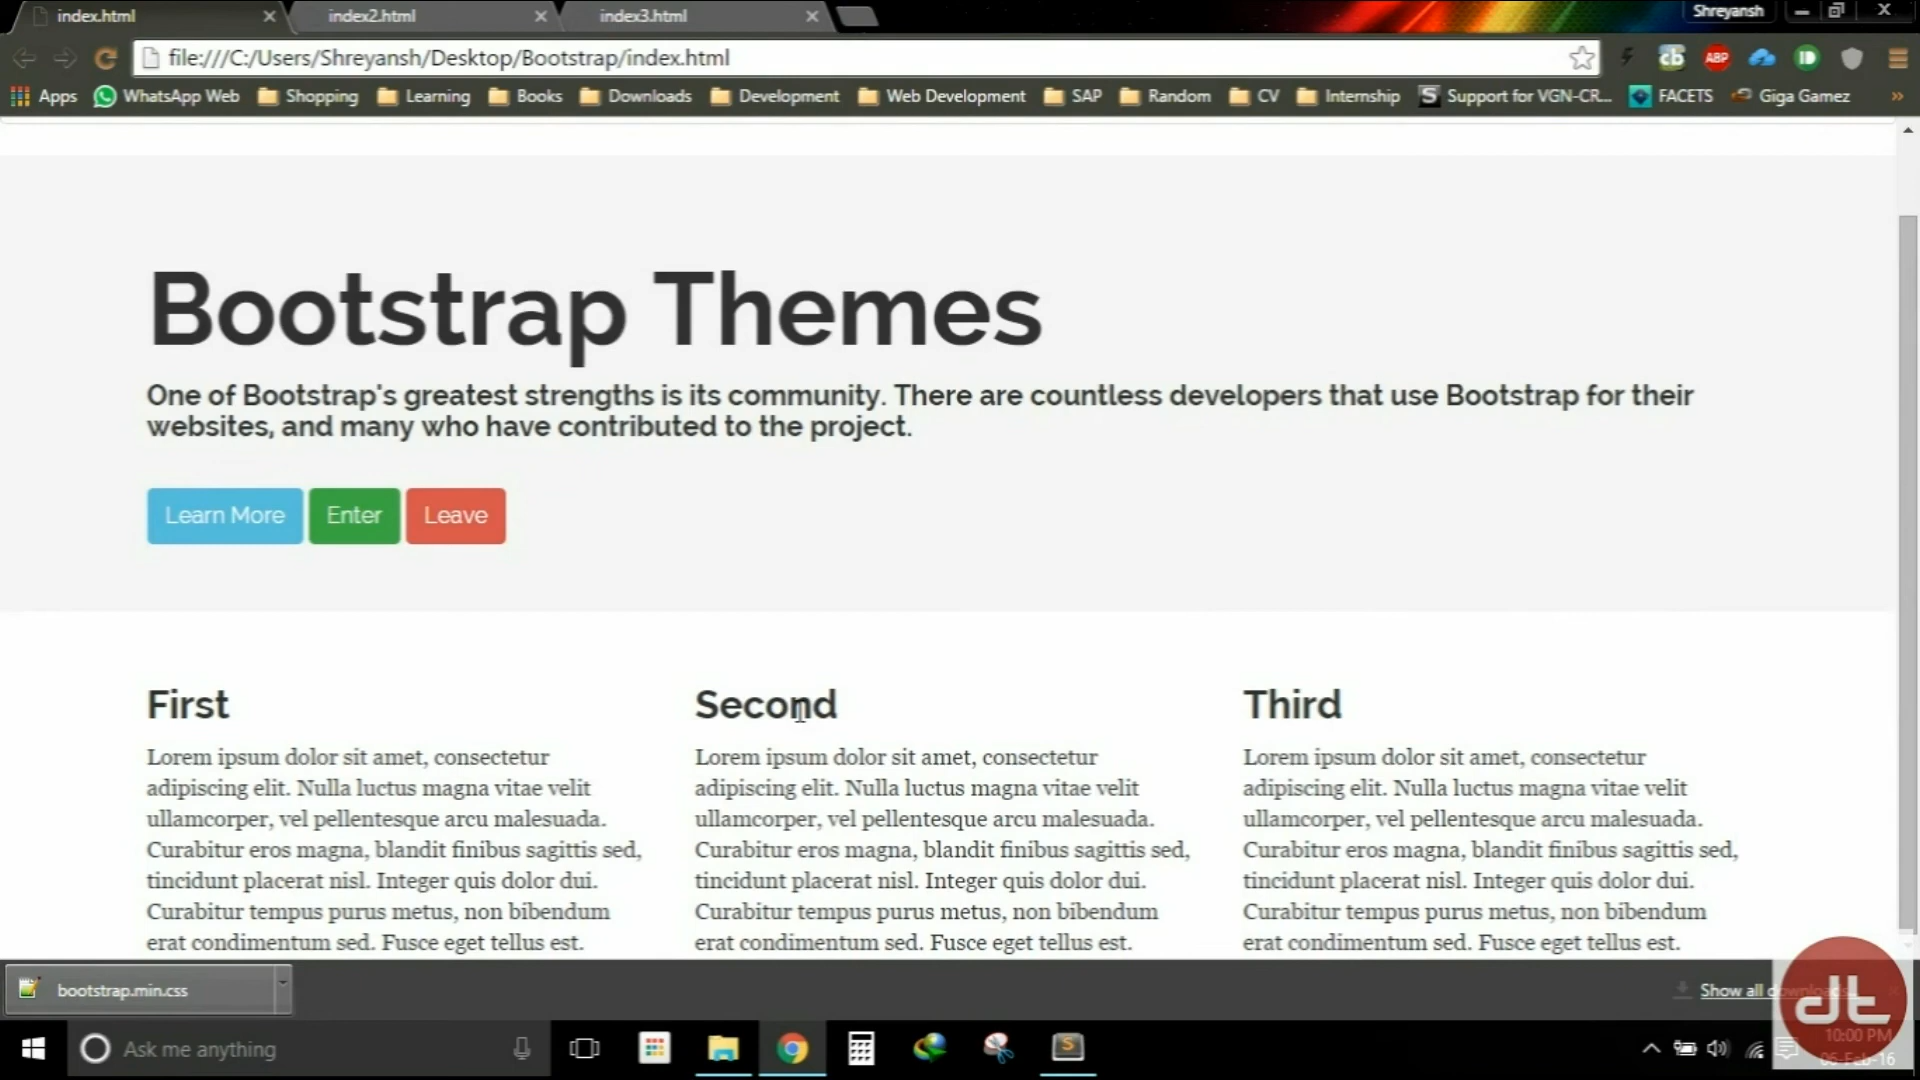 index.html
index2.html
index3.html
Shreyansh
file:///C:/Users/Shreyansh/Desktop/Bootstrap/index.html
ABP
Apps WhatsApp Web Shopping Learning Books Downloads Development Web Development SAP Random CV Internship Support for VGN-CR... FACETS Giga Gamez »
Bootstrap Themes
One of Bootstrap's greatest strengths is its community. There are countless developers that use Bootstrap for their
websites, and many who have contributed to the project.
Learn More Enter Leave
First
Lorem ipsum dolor sit amet, consectetur
adipiscing elit. Nulla luctus magna vitae velit
ullamcorper, vel pellentesque arcu malesuada.
Curabitur eros magna, blandit finibus sagittis sed,
tincidunt placerat nisl. Integer quis dolor dui.
Curabitur tempus purus metus, non bibendum
erat condimentum sed. Fusce eget tellus est.
Second
Lorem ipsum dolor sit amet, consectetur
adipiscing elit. Nulla luctus magna vitae velit
ullamcorper, vel pellentesque arcu malesuada.
Curabitur eros magna, blandit finibus sagittis sed,
tincidunt placerat nisl. Integer quis dolor dui.
Curabitur tempus purus metus, non bibendum
erat condimentum sed. Fusce eget tellus est.
Third
Lorem ipsum dolor sit amet, consectetur
adipiscing elit. Nulla luctus magna vitae velit
ullamcorper, vel pellentesque arcu malesuada.
Curabitur eros magna, blandit finibus sagittis sed,
tincidunt placerat nisl. Integer quis dolor dui.
Curabitur tempus purus metus, non bibendum
erat condimentum sed. Fusce eget tellus est.
bootstrap.min.css
Show all downloads...
dt
Ask me anything
10:00 PM
06-Feb-16